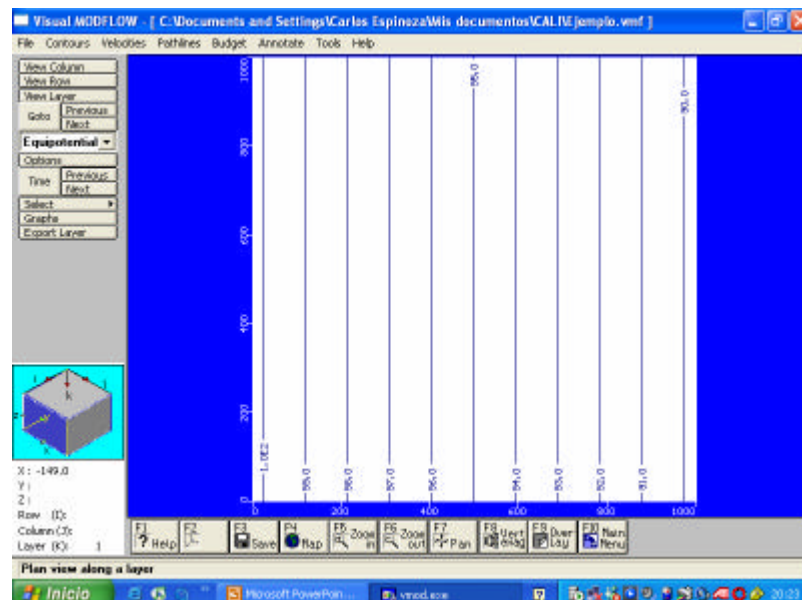 Visual MODFLOW - [ C:\Documents and Settings\Carlos Espinoza\Mis documentos\CALI\Ejemplo.vmf ]
File Contours Velocities Pathlines Budget Annotate Tools Help
View Column
View Row
View Layer
Goto Previous
Next
Equipotential
Options
Time Previous
Next
Select
Graphs
Export Layer
1000
800
600
400
200
0
95.0
90.0
1.0E2
99.0
98.0
97.0
96.0
94.0
93.0
92.0
91.0
0 200 400 600 800 1000
k
X: -149.0
Y:
Z:
Row (I):
Column (J):
Layer (K): 1
F1 ? Help
F2
F3 Save
F4 Map
F5 Zoom in
F6 Zoom out
F7 Pan
F8 Vert exag
F9 Over lay
F10 Main Menu
Plan view along a layer
Inicio
Microsoft PowerPoin...
vmod.exe
20:23